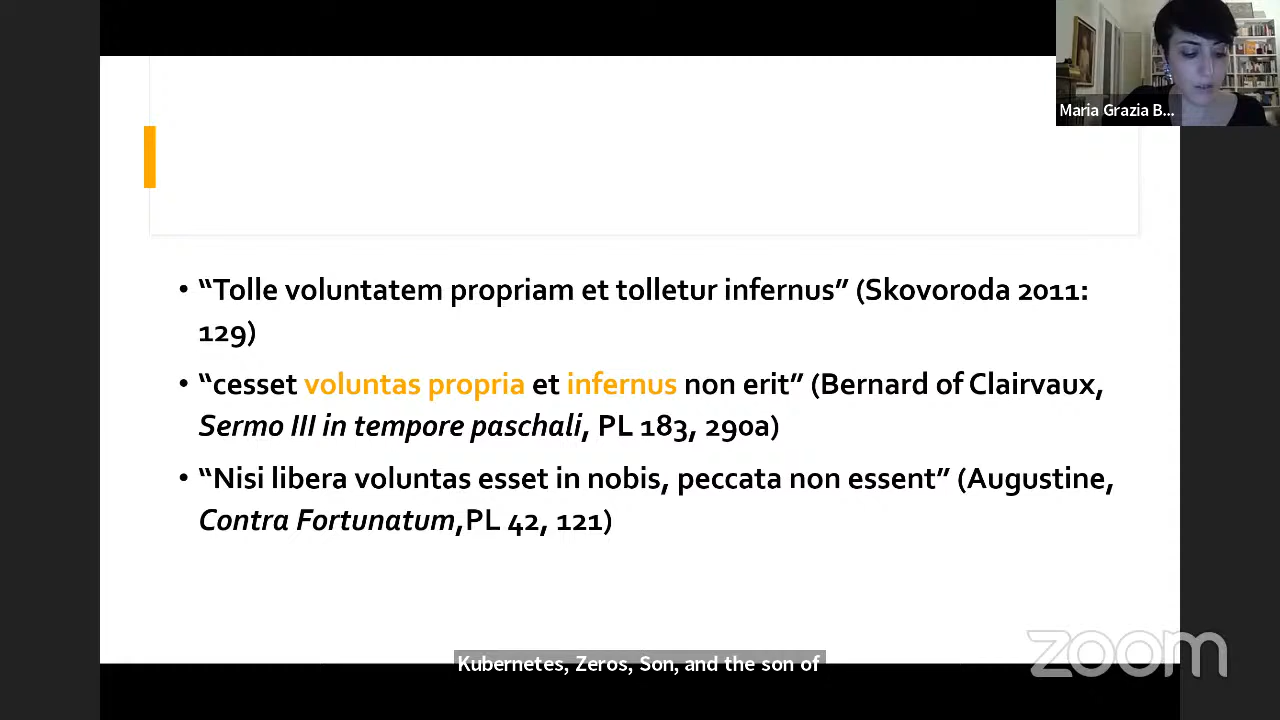 Maria Grazia B...
• “Tolle voluntatem propriam et tolletur infernus” (Skovoroda 2011:
129)
• “cesset voluntas propria et infernus non erit” (Bernard of Clairvaux,
Sermo III in tempore paschali, PL 183, 290a)
• “Nisi libera voluntas esset in nobis, peccata non essent” (Augustine,
Contra Fortunatum,PL 42, 121)
zoom
Kubernetes, Zeros, Son, and the son of